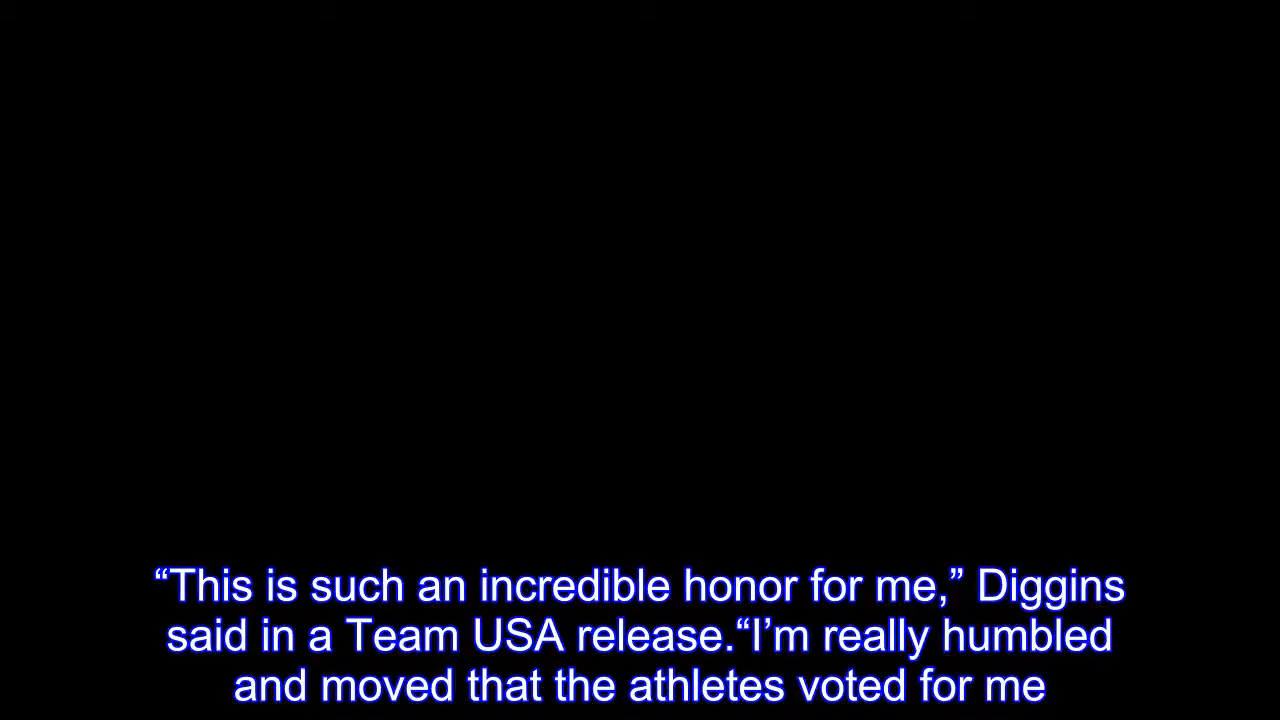 “This is such an incredible honor for me,” Diggins
said in a Team USA release.“I’m really humbled
and moved that the athletes voted for me